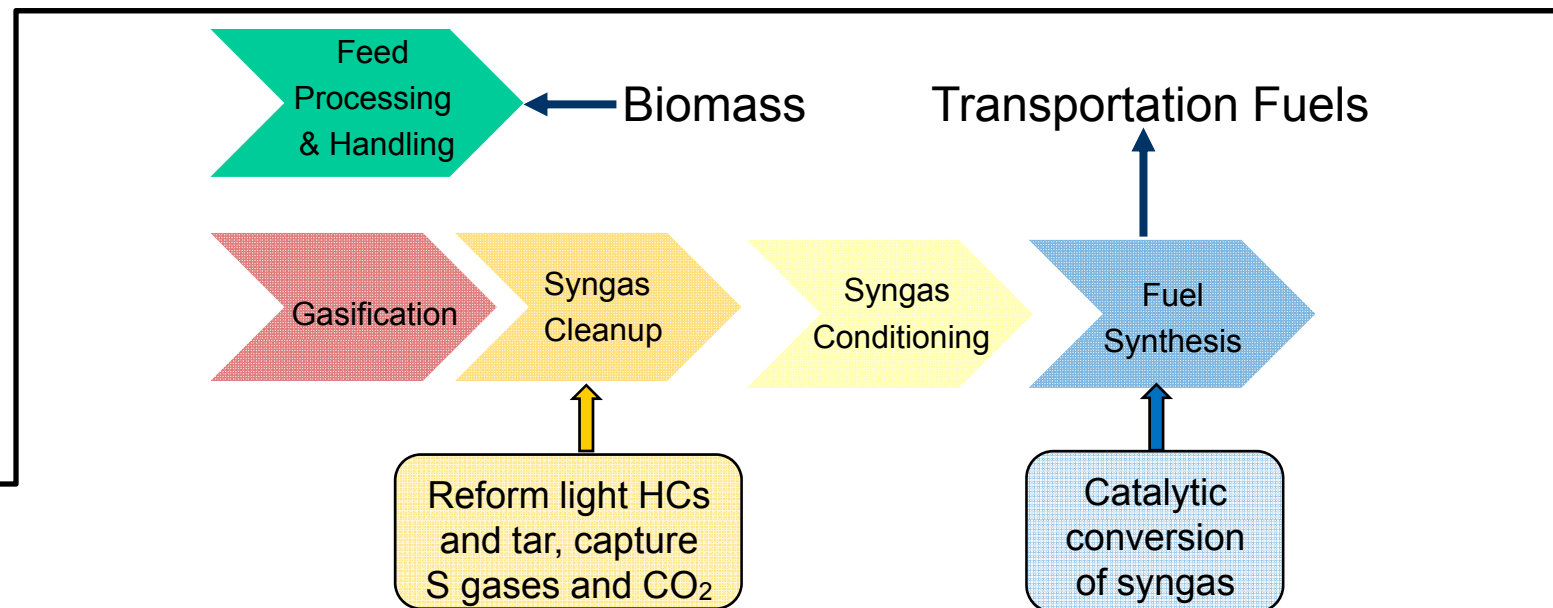 Feed
Processing
& Handling
Biomass
Transportation Fuels
Gasification
Syngas
Cleanup
Syngas
Conditioning
Fuel
Synthesis
Reform light HCs
and tar, capture
S gases and CO2
Catalytic
conversion
of syngas